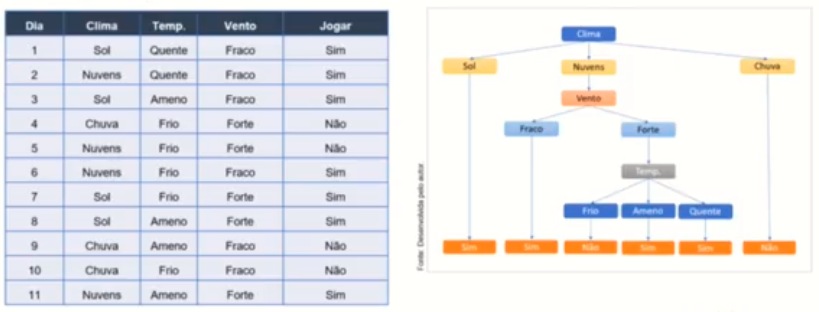 Dia Clima Temp. Vento Jogar
1 Sol Quente Fraco Sim
2 Nuvens Quente Fraco Sim
3 Sol Ameno Fraco Sim
4 Chuva Frio Forte Não
5 Nuvens Frio Forte Não
6 Nuvens Frio Fraco Sim
7 Sol Frio Forte Sim
8 Sol Ameno Forte Sim
9 Chuva Ameno Fraco Não
10 Chuva Frio Fraco Não
11 Nuvens Ameno Forte Sim
Clima
Sol Nuvens Chuva
Vento
Fraco Forte
Temp.
Frio Ameno Quente
Sim Sim Não Sim Sim Não
Fonte: Desenvolvida pelo autor